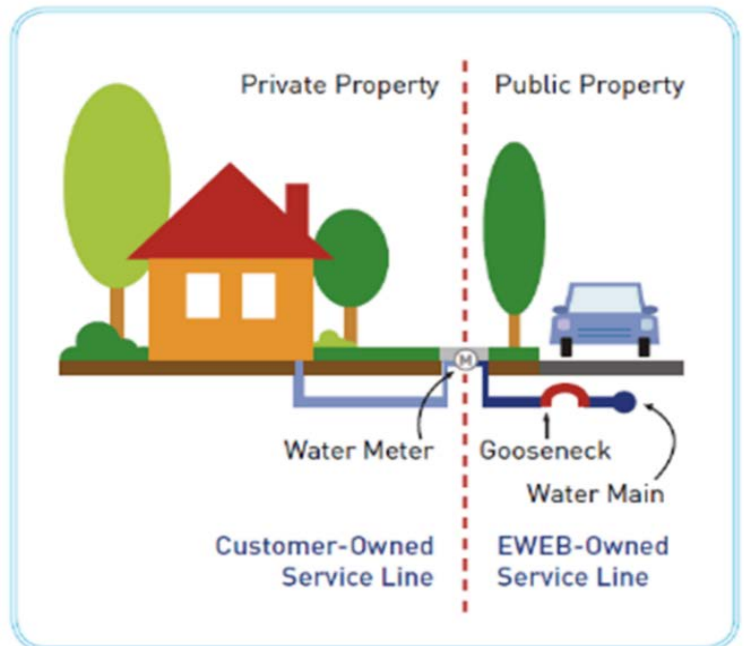 Private Property
Public Property
M
Water Meter
Gooseneck
Water Main
Customer-Owned
Service Line
EWEB-Owned
Service Line